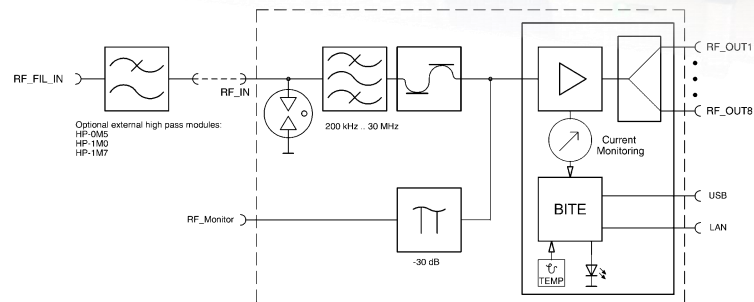 RF_FIL_IN
RF_IN
Optional external high pass modules:
HP-0M5
HP-1M0
HP-1M7
200 kHz .. 30 MHz
RF_OUT1
RF_OUT8
Current
Monitoring
RF_Monitor
-30 dB
BITE
USB
LAN
TEMP